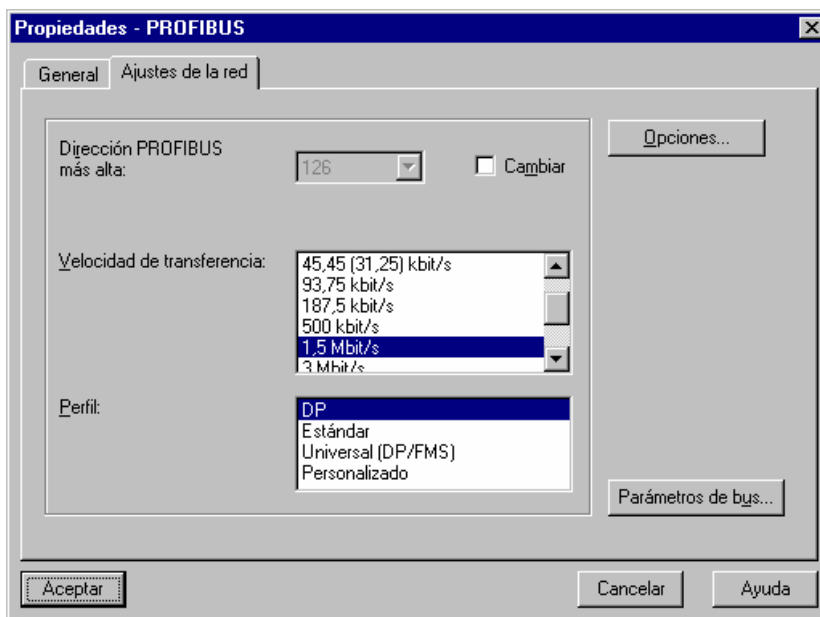 Propiedades - PROFIBUS
General
Ajustes de la red
Dirección PROFIBUS
más alta:
126
Cambiar
Opciones...
Velocidad de transferencia:
45,45 (31,25) kbit/s
93,75 kbit/s
187,5 kbit/s
500 kbit/s
1,5 Mbit/s
3 Mbit/s
Perfil:
DP
Estándar
Universal (DP/FMS)
Personalizado
Parámetros de bus...
Aceptar
Cancelar
Ayuda